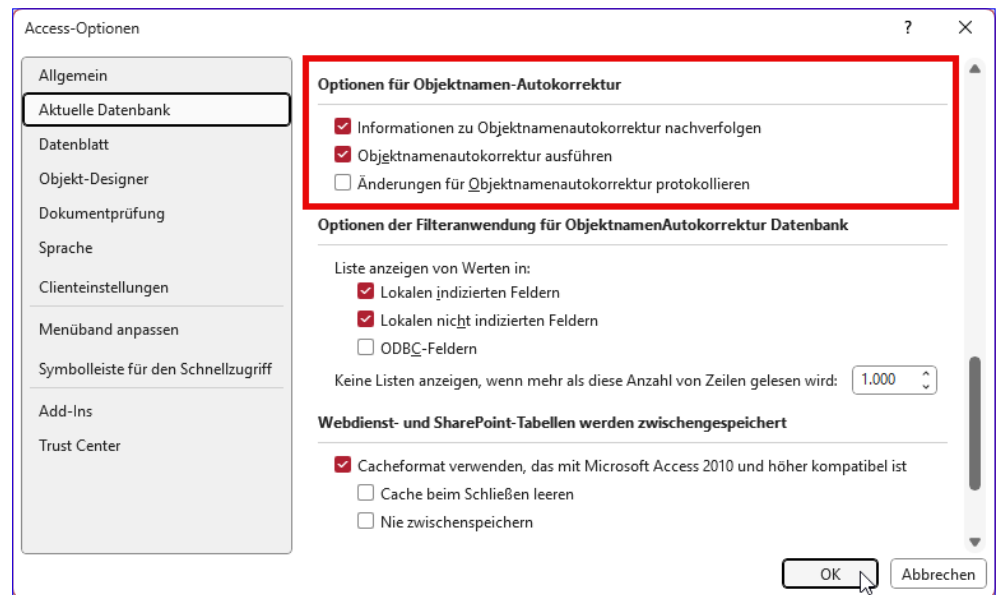 Access-Optionen
?
Allgemein
Aktuelle Datenbank
Datenblatt
Objekt-Designer
Dokumentprüfung
Sprache
Clienteinstellungen
Menüband anpassen
Symbolleiste für den Schnellzugriff
Add-Ins
Trust Center
Optionen für Objektnamen-Autokorrektur
Informationen zu Objektnamenautokorrektur nachverfolgen
Objektnamenautokorrektur ausführen
Änderungen für Objektnamenautokorrektur protokollieren
Optionen der Filteranwendung für ObjektnamenAutokorrektur Datenbank
Liste anzeigen von Werten in:
Lokalen indizierten Feldern
Lokalen nicht indizierten Feldern
ODBC-Feldern
Keine Listen anzeigen, wenn mehr als diese Anzahl von Zeilen gelesen wird: 1.000
Webdienst- und SharePoint-Tabellen werden zwischengespeichert
Cacheformat verwenden, das mit Microsoft Access 2010 und höher kompatibel ist
Cache beim Schließen leeren
Nie zwischenspeichern
OK
Abbrechen